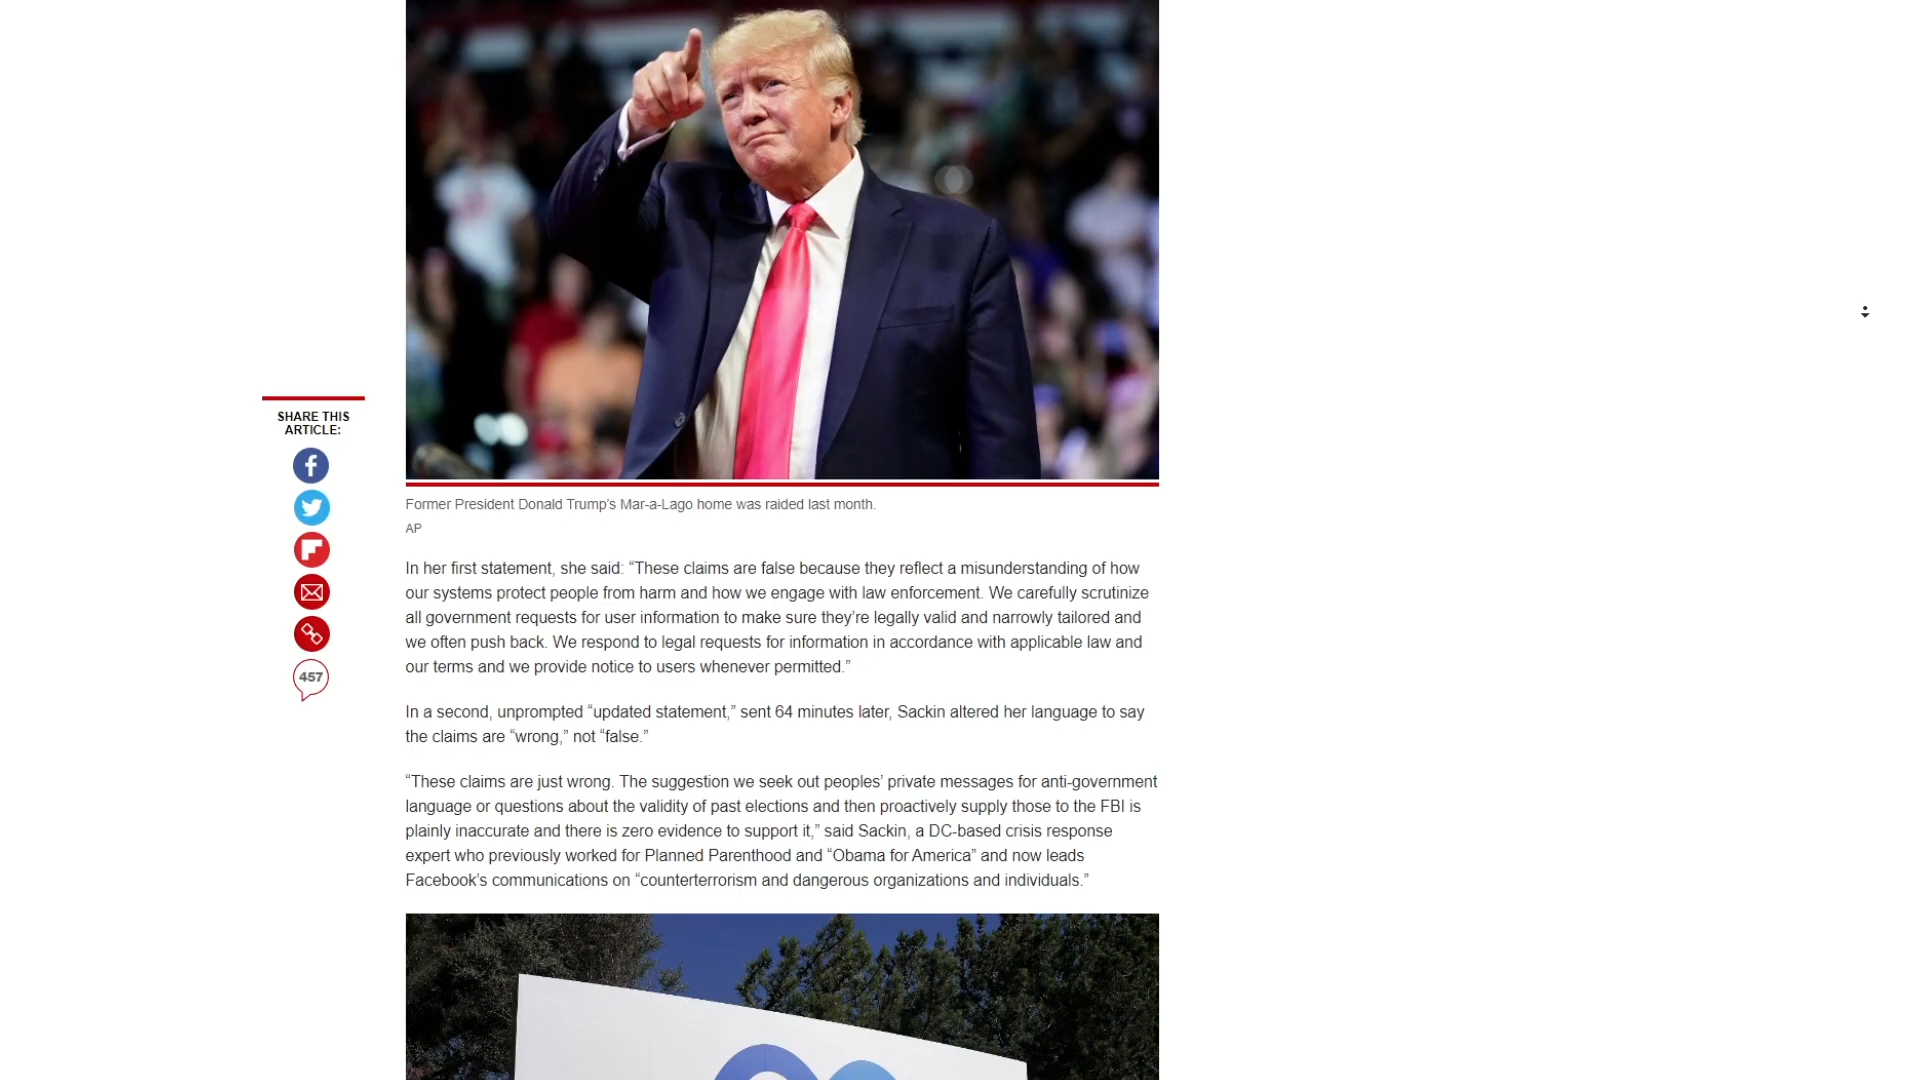 SHARE THIS
ARTICLE:
457
Former President Donald Trump’s Mar-a-Lago home was raided last month.
AP
In her first statement, she said: “These claims are false because they reflect a misunderstanding of how
our systems protect people from harm and how we engage with law enforcement. We carefully scrutinize
all government requests for user information to make sure they’re legally valid and narrowly tailored and
we often push back. We respond to legal requests for information in accordance with applicable law and
our terms and we provide notice to users whenever permitted.”
In a second, unprompted “updated statement,” sent 64 minutes later, Sackin altered her language to say
the claims are “wrong,” not “false.”
“These claims are just wrong. The suggestion we seek out peoples’ private messages for anti-government
language or questions about the validity of past elections and then proactively supply those to the FBI is
plainly inaccurate and there is zero evidence to support it,” said Sackin, a DC-based crisis response
expert who previously worked for Planned Parenthood and “Obama for America” and now leads
Facebook’s communications on “counterterrorism and dangerous organizations and individuals.”